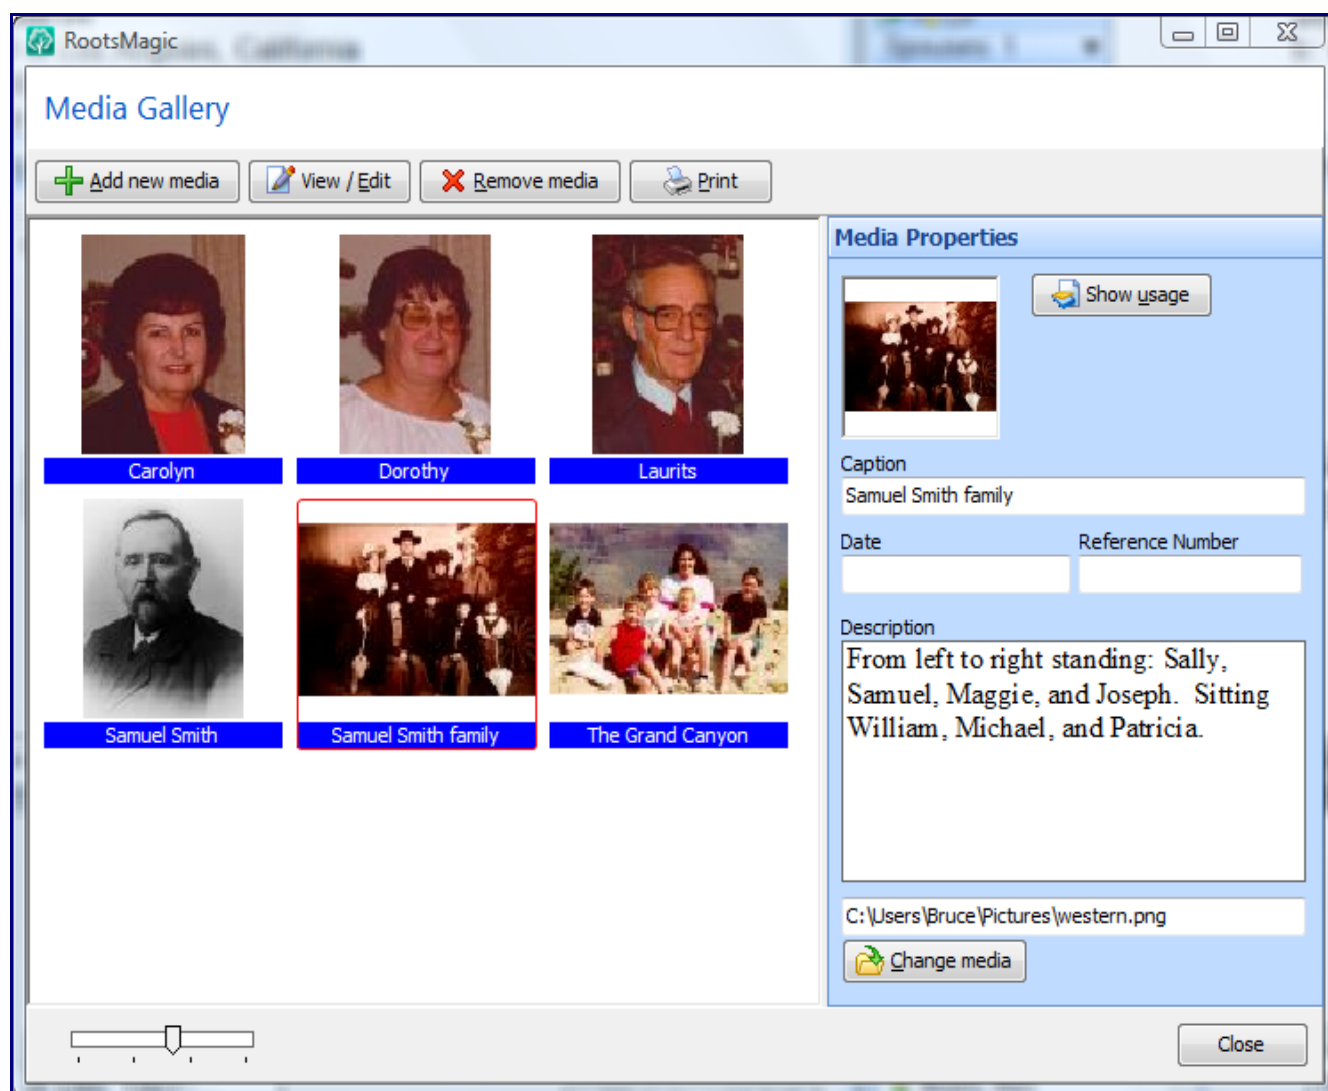 RootsMagic
Spouses: 1
Media Gallery
Add new media
View / Edit
Remove media
Print
Carolyn
Dorothy
Laurits
Samuel Smith
Samuel Smith family
The Grand Canyon
Media Properties
Show usage
Caption
Samuel Smith family
Date
Reference Number
Description
From left to right standing: Sally,
Samuel, Maggie, and Joseph.  Sitting
William, Michael, and Patricia.
C:\Users\Bruce\Pictures\western.png
Change media
Close